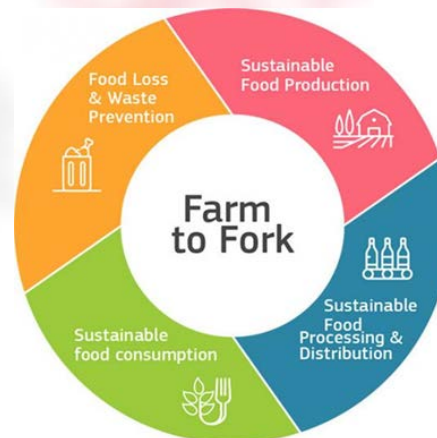 Farm
to Fork
Sustainable
Food Production
Sustainable
Food
Processing &
Distribution
Sustainable
food consumption
Food Loss
& Waste
Prevention